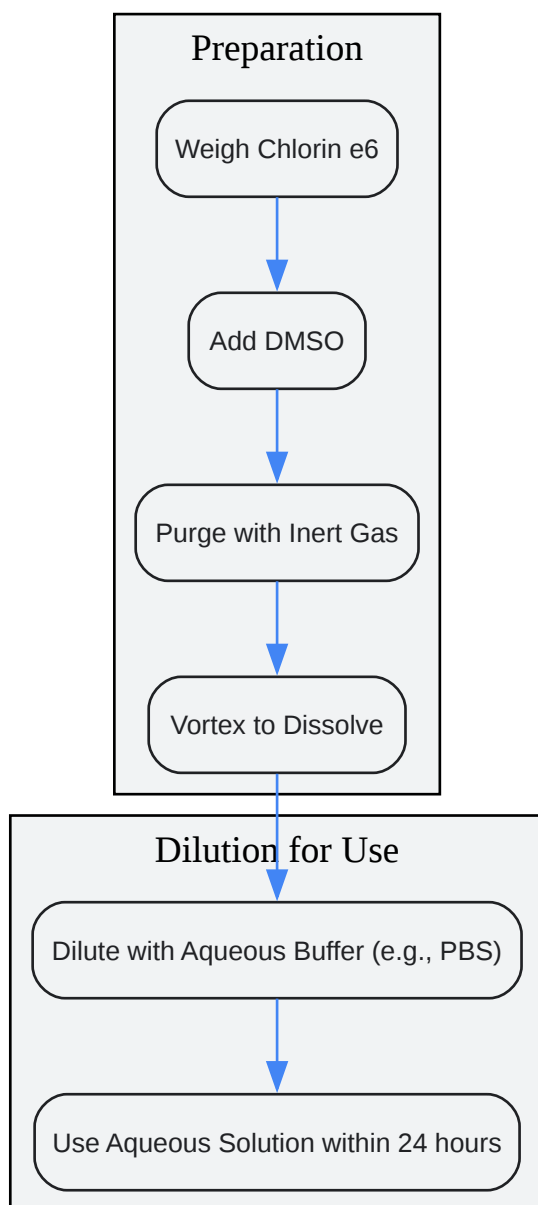 Preparation
Weigh Chlorin e6
Add DMSO
Purge with Inert Gas
Vortex to Dissolve
Dilution for Use
Dilute with Aqueous Buffer (e.g., PBS)
Use Aqueous Solution within 24 hours